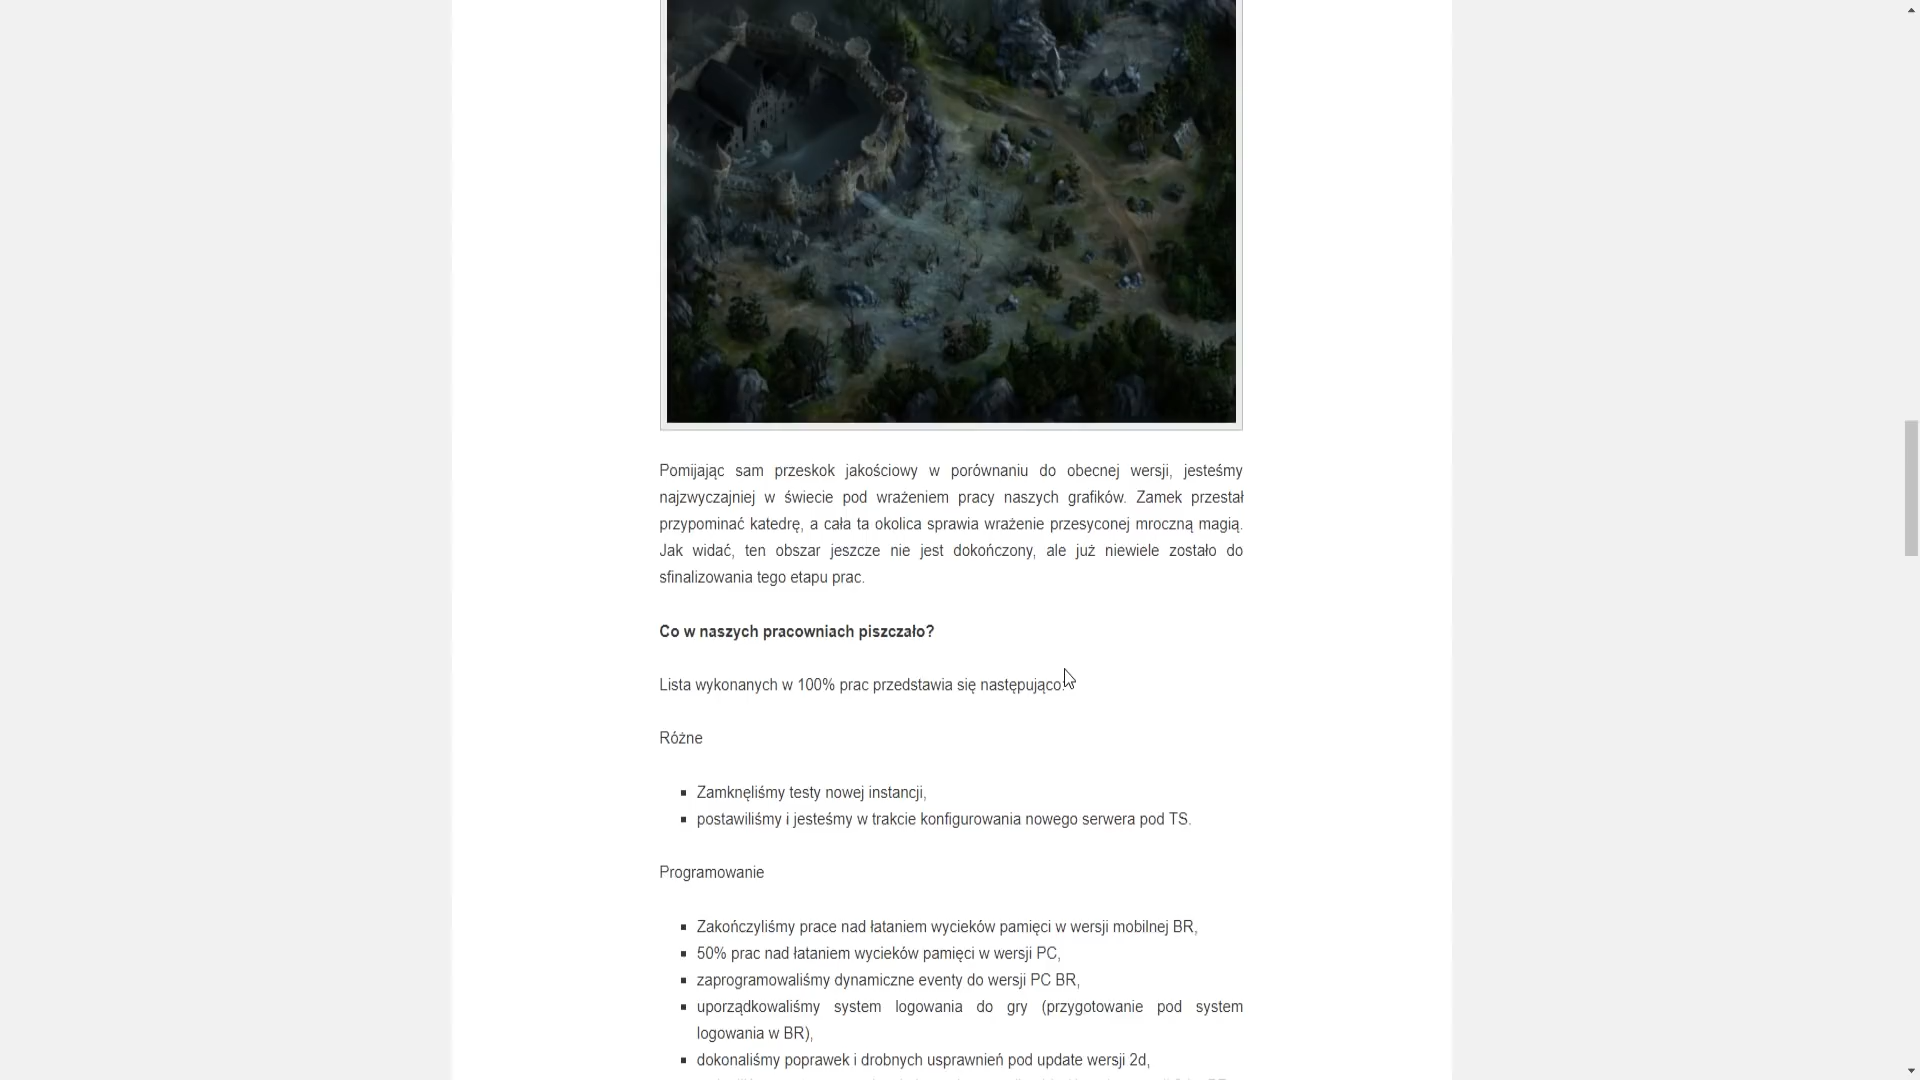 Pomijając sam przeskok jakościowy w porównaniu do obecnej wersji, jesteśmy
najzwyczajniej w świecie pod wrażeniem pracy naszych grafików. Zamek przestał
przypominać katedrę, a cała ta okolica sprawia wrażenie przesyconej mroczną magią.
Jak widać, ten obszar jeszcze nie jest dokończony, ale już niewiele zostało do
sfinalizowania tego etapu prac.
Co w naszych pracowniach piszczało?
Lista wykonanych w 100% prac przedstawia się następująco:
Różne
Zamknęliśmy testy nowej instancji,
postawiliśmy i jesteśmy w trakcie konfigurowania nowego serwera pod TS.
Programowanie
Zakończyliśmy prace nad łataniem wycieków pamięci w wersji mobilnej BR,
50% prac nad łataniem wycieków pamięci w wersji PC,
zaprogramowaliśmy dynamiczne eventy do wersji PC BR,
uporządkowaliśmy system logowania do gry (przygotowanie pod system
logowania w BR),
dokonaliśmy poprawek i drobnych usprawnień pod update wersji 2d,